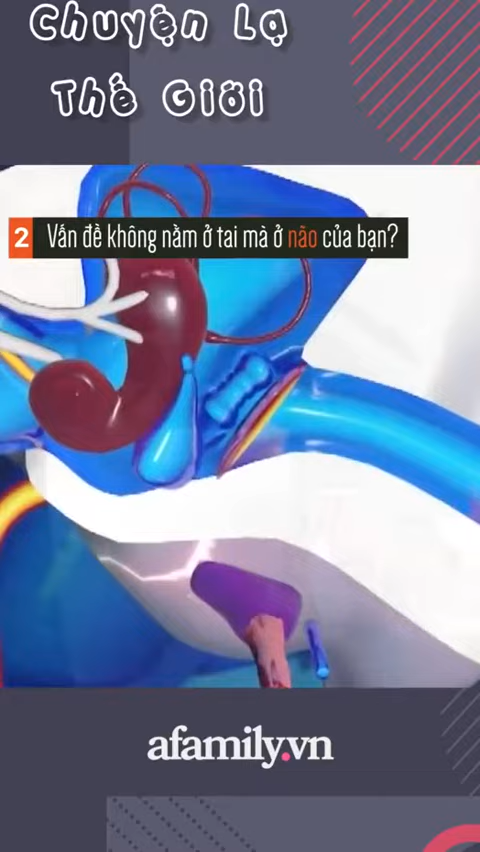 Chuyện Lạ
Thế Giới
2 Vấn đề không nằm ở tai mà ở não của bạn?
afamily.vn